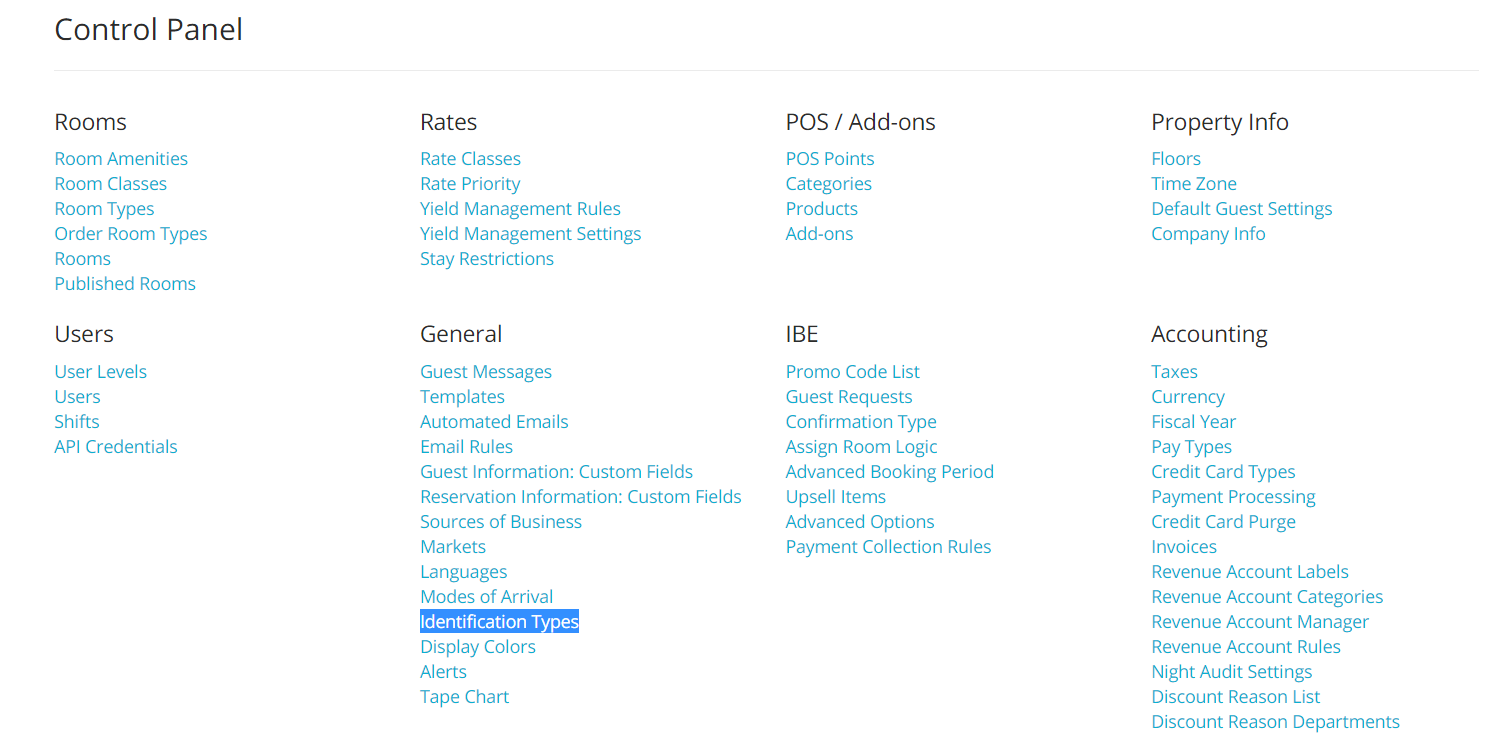 Control Panel
Rooms
Room Amenities
Room Classes
Room Types
Order Room Types
Rooms
Published Rooms
Rates
Rate Classes
Rate Priority
Yield Management Rules
Yield Management Settings
Stay Restrictions
POS / Add-ons
POS Points
Categories
Products
Add-ons
Property Info
Floors
Time Zone
Default Guest Settings
Company Info
Users
User Levels
Users
Shifts
API Credentials
General
Guest Messages
Templates
Automated Emails
Email Rules
Guest Information: Custom Fields
Reservation Information: Custom Fields
Sources of Business
Markets
Languages
Modes of Arrival
Identification Types
Display Colors
Alerts
Tape Chart
IBE
Promo Code List
Guest Requests
Confirmation Type
Assign Room Logic
Advanced Booking Period
Upsell Items
Advanced Options
Payment Collection Rules
Accounting
Taxes
Currency
Fiscal Year
Pay Types
Credit Card Types
Payment Processing
Credit Card Purge
Invoices
Revenue Account Labels
Revenue Account Categories
Revenue Account Manager
Revenue Account Rules
Night Audit Settings
Discount Reason List
Discount Reason Departments